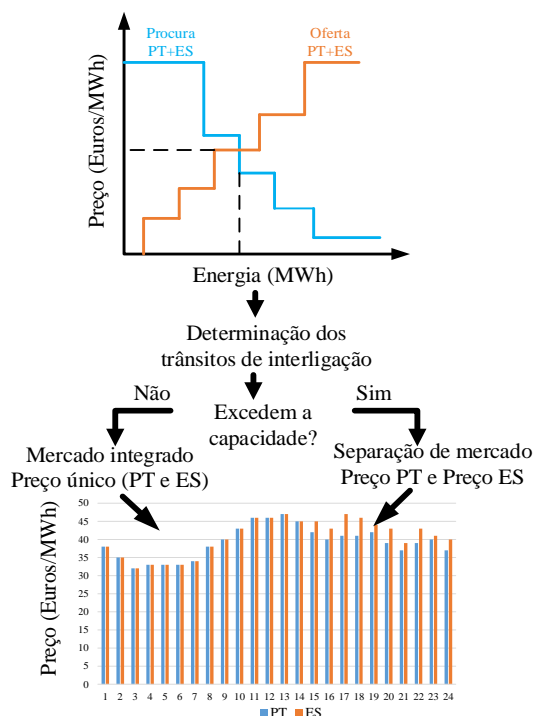 Procura
PT+ES
Oferta
PT+ES
Preço (Euros/MWh)
Energia (MWh)
Determinação dos
trânsitos de interligação
Não
Excedem a
capacidade?
Sim
Mercado integrado
Preço único (PT e ES)
Separação de mercado
Preço PT e Preço ES
Preço (Euros/MWh)
50
45
40
35
30
25
20
15
10
5
0
1 2 3 4 5 6 7 8 9 10 11 12 13 14 15 16 17 18 19 20 21 22 23 24
PT ES